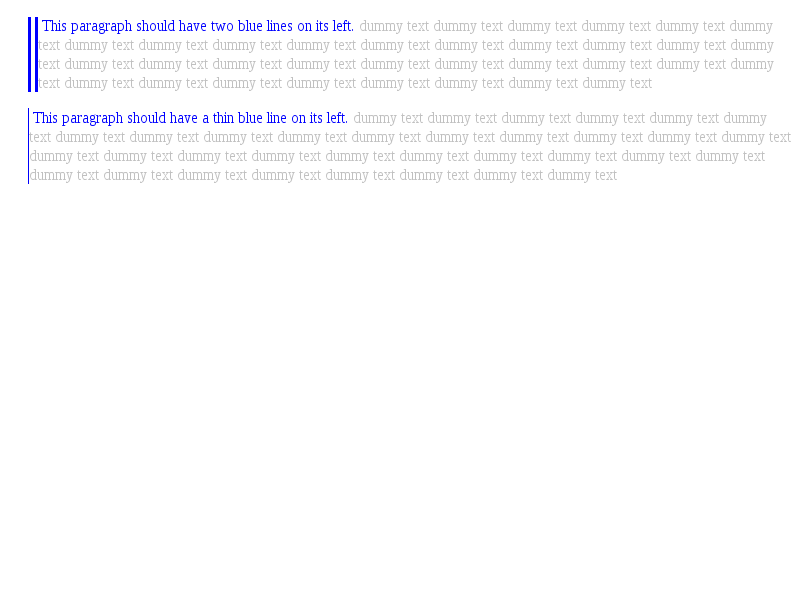 This paragraph should have two blue lines on its left. dummy text dummy text dummy text dummy text dummy text dummy
text dummy text dummy text dummy text dummy text dummy text dummy text dummy text dummy text dummy text dummy
text dummy text dummy text dummy text dummy text dummy text dummy text dummy text dummy text dummy text dummy
text dummy text dummy text dummy text dummy text dummy text dummy text dummy text dummy text
This paragraph should have a thin blue line on its left. dummy text dummy text dummy text dummy text dummy text dummy
text dummy text dummy text dummy text dummy text dummy text dummy text dummy text dummy text dummy text dummy text
dummy text dummy text dummy text dummy text dummy text dummy text dummy text dummy text dummy text dummy text
dummy text dummy text dummy text dummy text dummy text dummy text dummy text dummy text